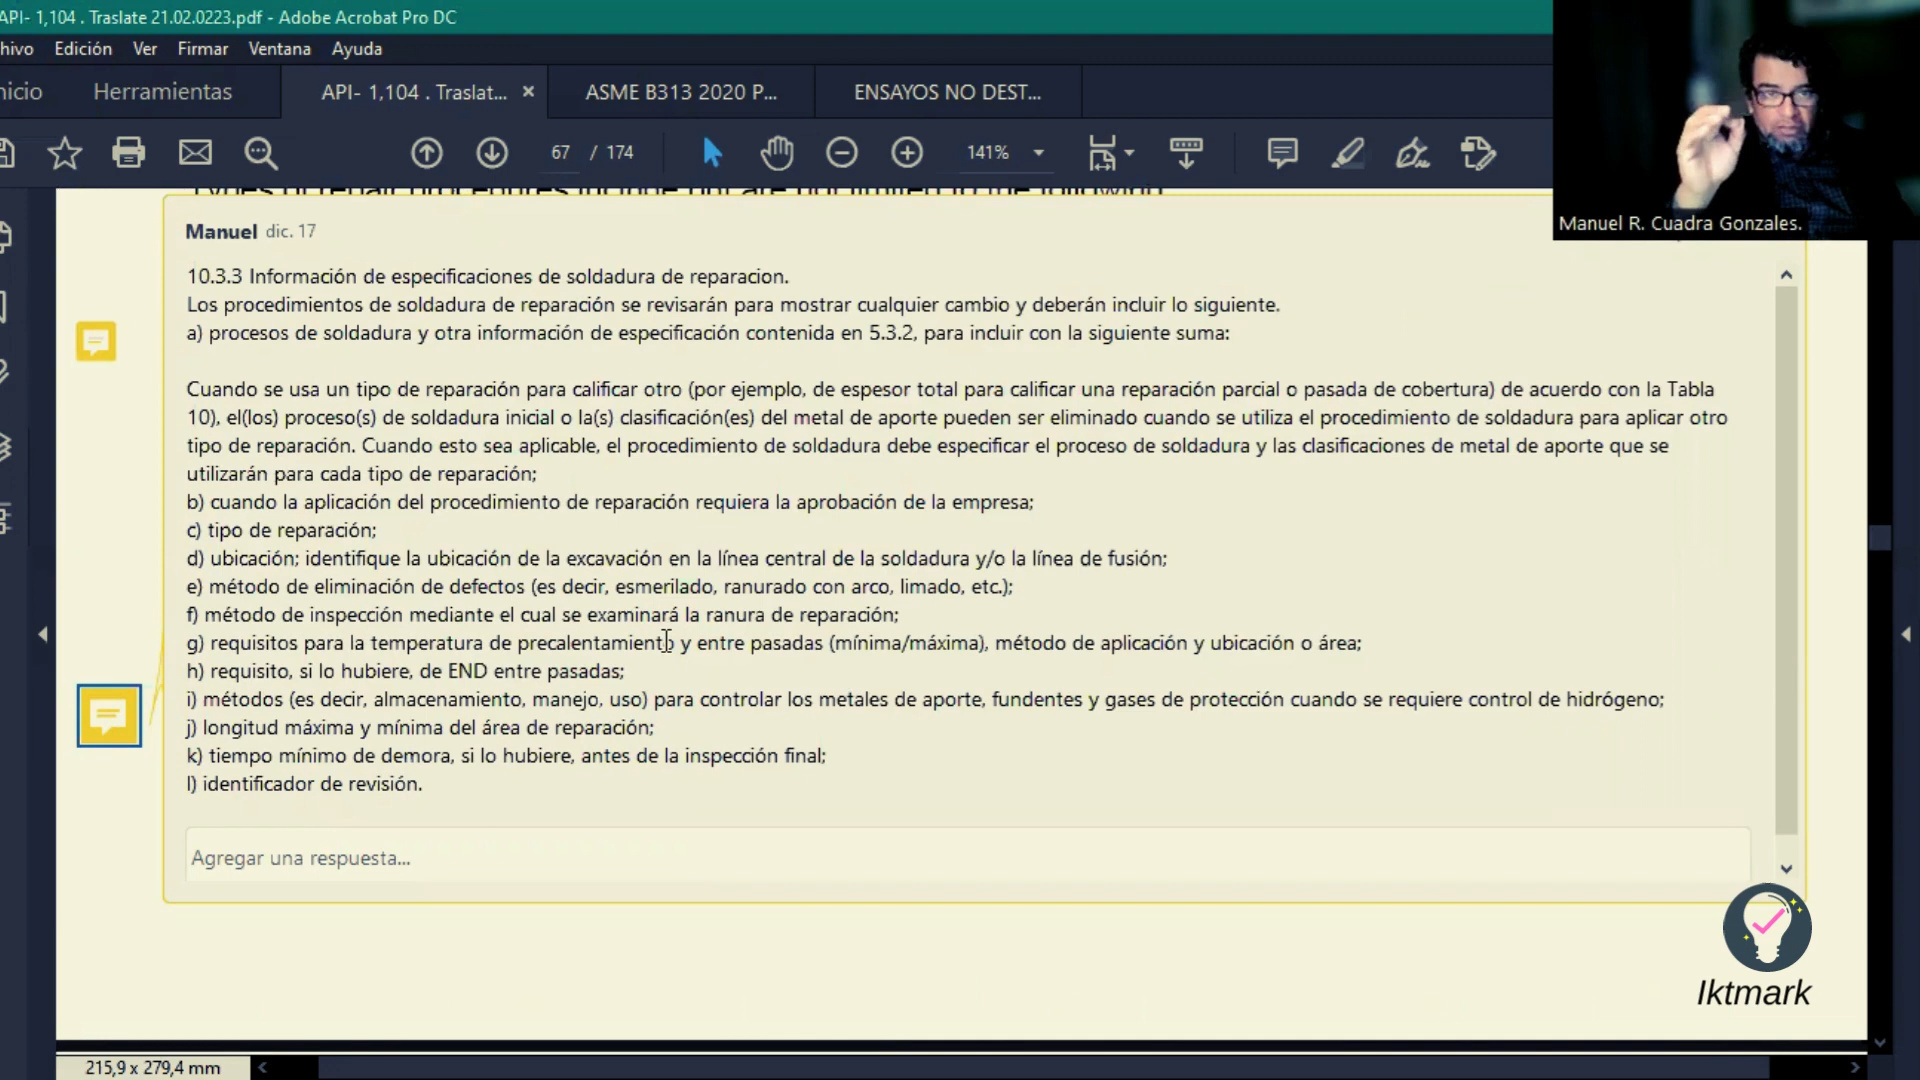 API- 1,104 . Traslate 21.02.0223.pdf - Adobe Acrobat Pro DC
hivo Edición Ver Firmar Ventana Ayuda
nicio Herramientas API- 1,104 . Traslat... × ASME B313 2020 P... ENSAYOS NO DEST...
67 / 174 141%
Types of repair procedures include but are not limited to the following
Manuel R. Cuadra Gonzales.
Manuel dic. 17
10.3.3 Información de especificaciones de soldadura de reparacion.
Los procedimientos de soldadura de reparación se revisarán para mostrar cualquier cambio y deberán incluir lo siguiente.
a) procesos de soldadura y otra información de especificación contenida en 5.3.2, para incluir con la siguiente suma:
Cuando se usa un tipo de reparación para calificar otro (por ejemplo, de espesor total para calificar una reparación parcial o pasada de cobertura) de acuerdo con la Tabla
10), el(los) proceso(s) de soldadura inicial o la(s) clasificación(es) del metal de aporte pueden ser eliminado cuando se utiliza el procedimiento de soldadura para aplicar otro
tipo de reparación. Cuando esto sea aplicable, el procedimiento de soldadura debe especificar el proceso de soldadura y las clasificaciones de metal de aporte que se
utilizarán para cada tipo de reparación;
b) cuando la aplicación del procedimiento de reparación requiera la aprobación de la empresa;
c) tipo de reparación;
d) ubicación; identifique la ubicación de la excavación en la línea central de la soldadura y/o la línea de fusión;
e) método de eliminación de defectos (es decir, esmerilado, ranurado con arco, limado, etc.);
f) método de inspección mediante el cual se examinará la ranura de reparación;
g) requisitos para la temperatura de precalentamiento y entre pasadas (mínima/máxima), método de aplicación y ubicación o área;
h) requisito, si lo hubiere, de END entre pasadas;
i) métodos (es decir, almacenamiento, manejo, uso) para controlar los metales de aporte, fundentes y gases de protección cuando se requiere control de hidrógeno;
j) longitud máxima y mínima del área de reparación;
k) tiempo mínimo de demora, si lo hubiere, antes de la inspección final;
l) identificador de revisión.
Agregar una respuesta...
Iktmark
215,9 x 279,4 mm